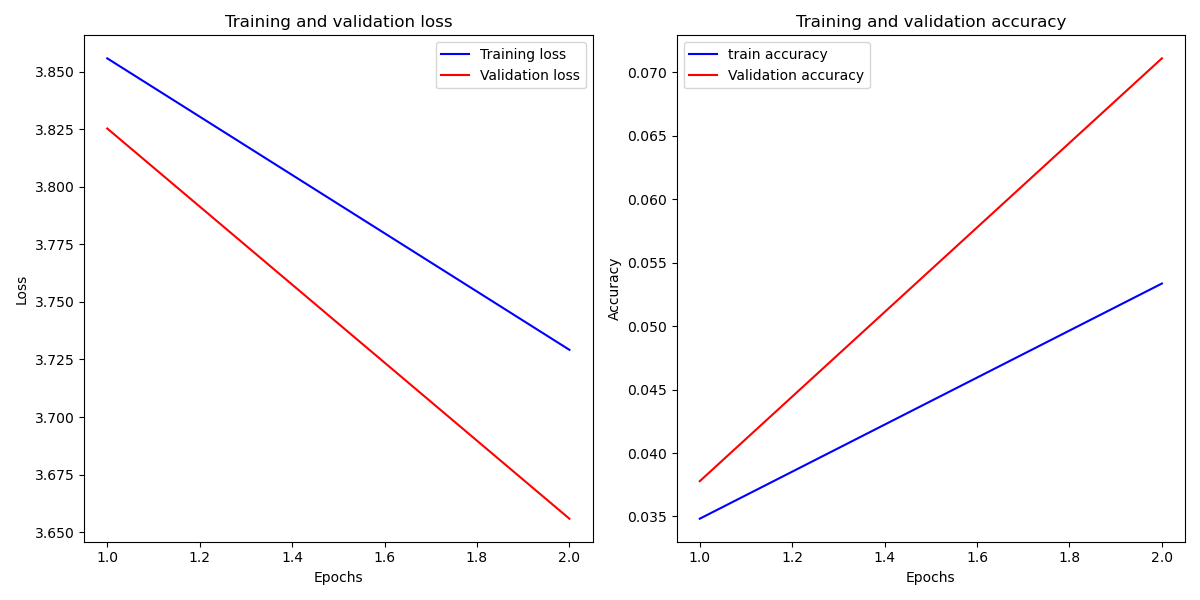 Training and validation loss
Training loss
Validation loss
3.850
3.825
3.800
3.775
3.750
3.725
3.700
3.675
3.650
Loss
1.0
1.2
1.4
1.6
1.8
2.0
Epochs
Training and validation accuracy
train accuracy
Validation accuracy
0.070
0.065
0.060
0.055
0.050
0.045
0.040
0.035
Accuracy
1.0
1.2
1.4
1.6
1.8
2.0
Epochs